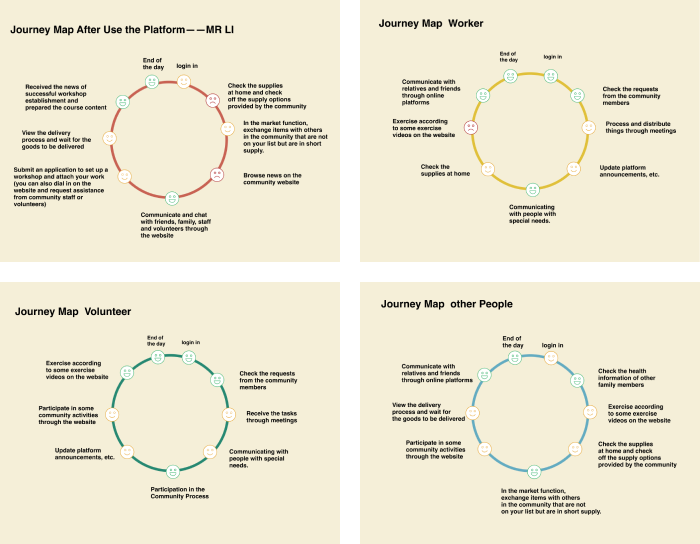 Journey Map After Use the Platform——MR LI
End of
the day
login in
Check the supplies
at home and check
off the supply options
provided by the community
In the market function,
exchange items with others
in the community that are not
on your list but are in short
supply.
Browse news on the
community website
Communicate and chat
with friends, family, staff
and volunteers through
the website
Submit an application to set up a
workshop and attach your work
(you can also dial in on the
website and request assistance
from community staff or
volunteers)
View the delivery
process and wait for the
goods to be delivered
Received the news of
successful workshop
establishment and
prepared the course content
Journey Map Worker
End of
the day
login in
Check the requests
from the community
members
Process and distribute
things through meetings
Update platform
announcements, etc.
Communicating
with people with
special needs.
Check the
supplies at home
Exercise according
to some exercise
videos on the website
Communicate with
relatives and friends
through online
platforms
Journey Map Volunteer
End of
the day
login in
Check the requests
from the community
members
Receive the tasks
through meetings
Communicating with
people with special
needs.
Participation in the
Community Process
Update platform
announcements, etc.
Participate in some
community activities
through the website
Exercise according
to some exercise
videos on the website
Journey Map other People
End of
the day
login in
Check the health
information of other
family members
Exercise according
to some exercise
videos on the website
Check the supplies
at home and check
off the supply options
provided by the community
In the market function,
exchange items with others
in the community that are not
on your list but are in short supply.
Participate in some
community activities
through the website
View the delivery
process and wait for
the goods to be delivered
Communicate with
relatives and friends
through online platforms